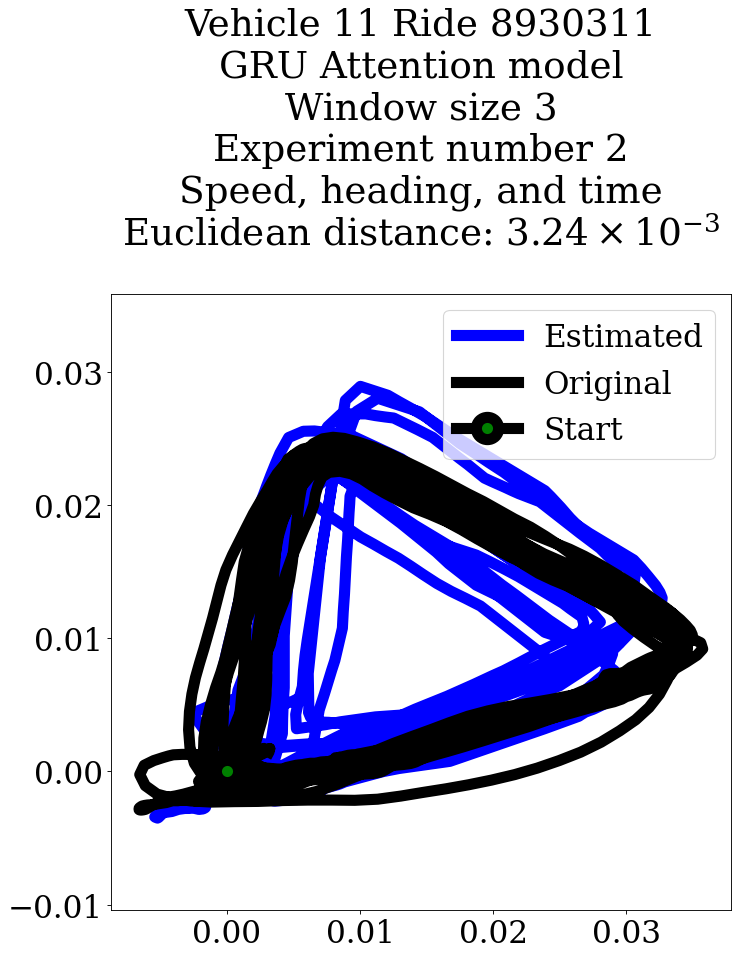 Vehicle 11 Ride 8930311
GRU Attention model
Window size 3
Experiment number 2
Speed, heading, and time
Euclidean distance: 3.24 × 10⁻³
Estimated
Original
Start
0.03
0.02
0.01
0.00
−0.01
0.00 0.01 0.02 0.03